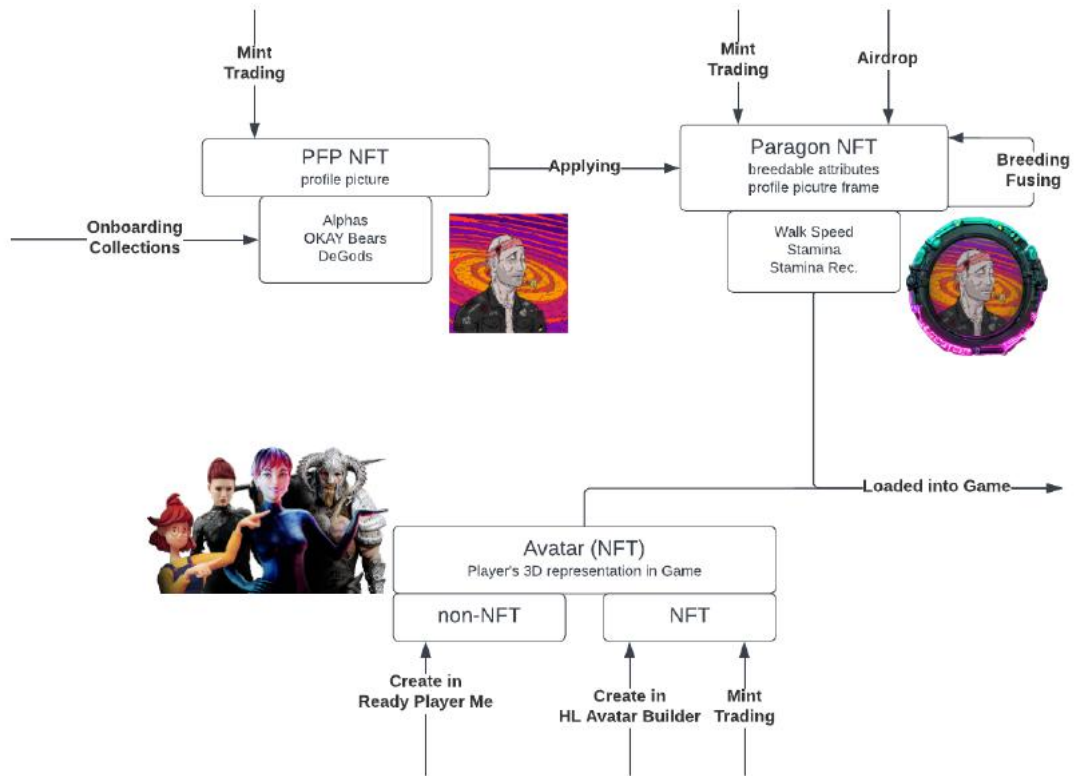 Mint
Trading
Mint
Trading
Airdrop
PFP NFT
profile picture
Applying
Paragon NFT
breedable attributes
profile picutre frame
Breeding
Fusing
Onboarding
Collections
Alphas
OKAY Bears
DeGods
Walk Speed
Stamina
Stamina Rec.
Loaded into Game
Avatar (NFT)
Player's 3D representation in Game
non-NFT
NFT
Create in
Ready Player Me
Create in
HL Avatar Builder
Mint
Trading